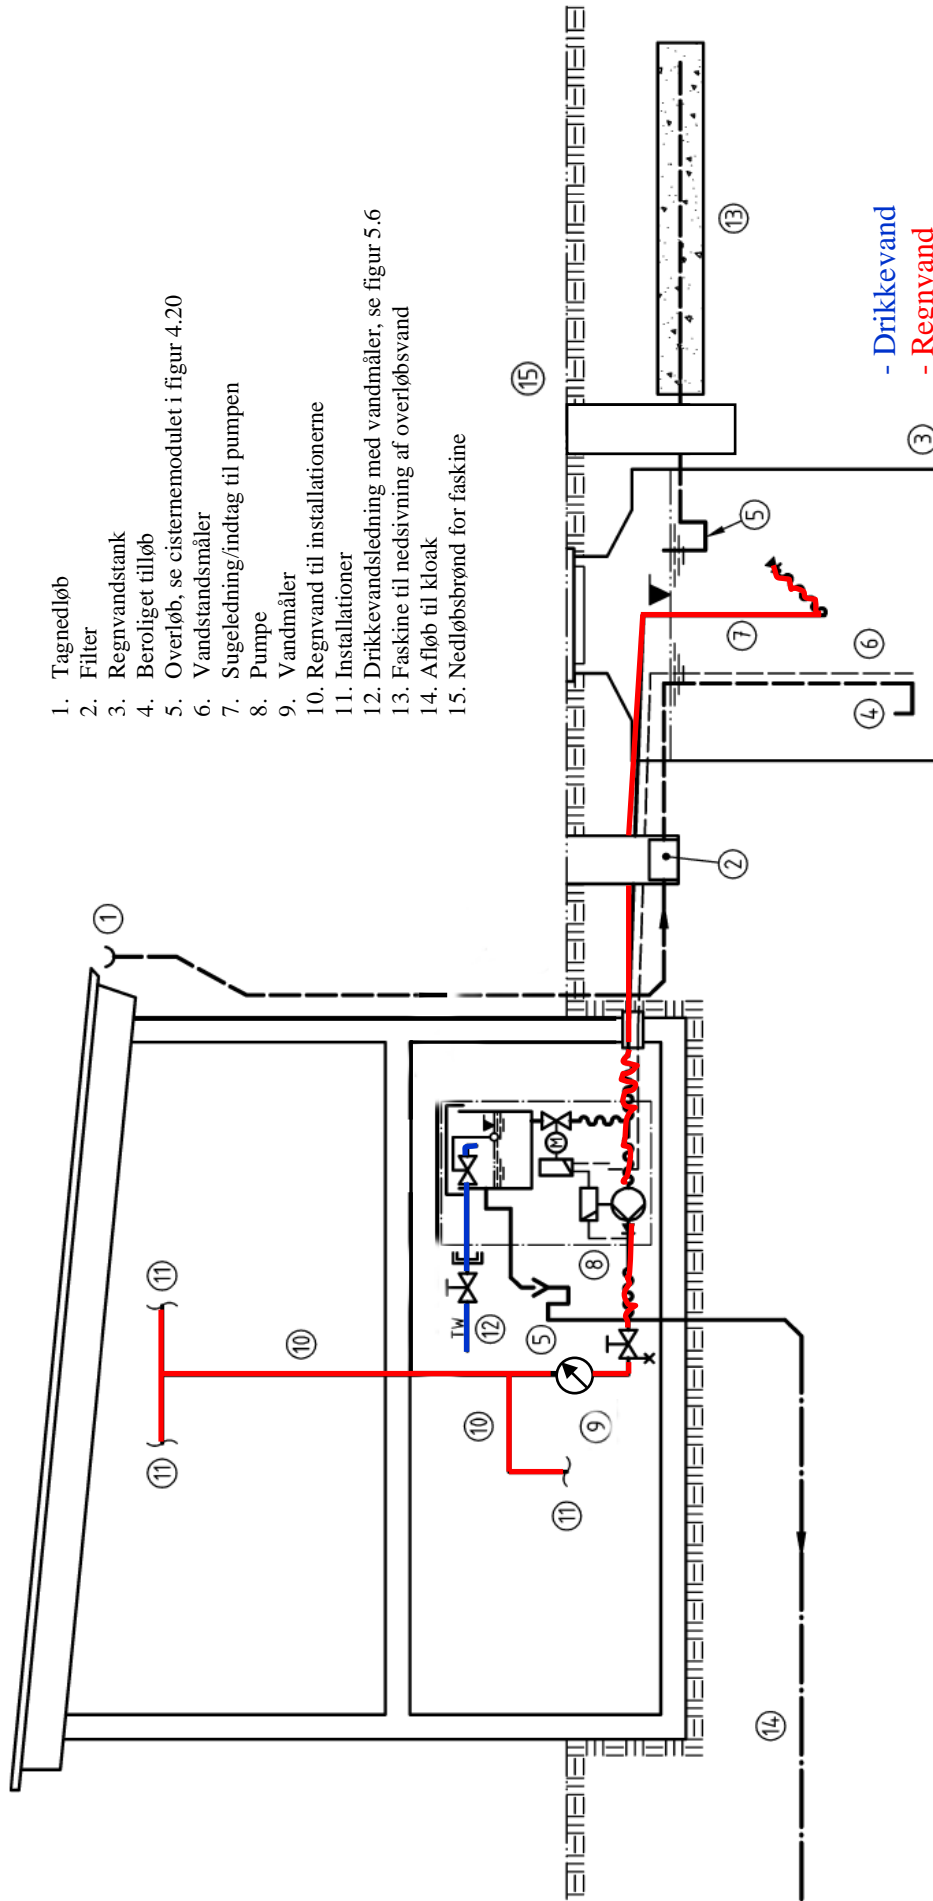 1. Tagnedløb
2. Filter
3. Regnvandstank
4. Beroliget tilløb
5. Overløb, se cisternemodulet i figur 4.20
6. Vandstandsmåler
7. Sugeledning/indtag til pumpen
8. Pumpe
9. Vandmåler
10. Regnvand til installationerne
11. Installationer
12. Drikkevandsledning med vandmåler, se figur 5.6
13. Faskine til nedsivning af overløbsvand
14. Afløb til kloak
15. Nedløbsbrønd for faskine
1
11
11
10
10
11
9
12
TW
5
8
M
2
15
13
5
3
7
6
4
14
- Drikkevand
- Regnvand